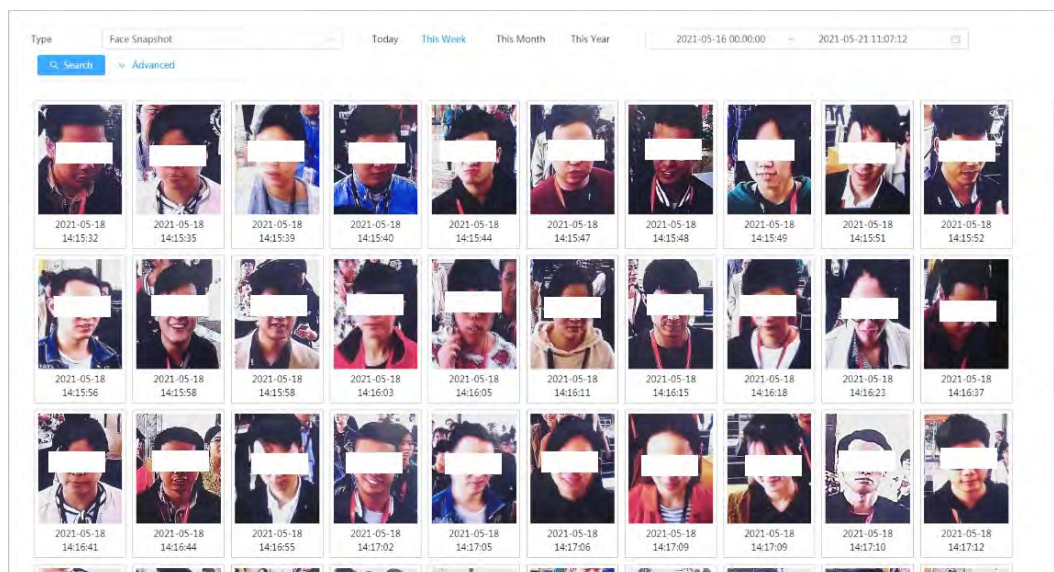 Type Face Snapshot Today This Week This Month This Year 2021-05-16 00:00:00 ~ 2021-05-21 11:07:12
Search Advanced
2021-05-18 2021-05-18 2021-05-18 2021-05-18 2021-05-18 2021-05-18 2021-05-18 2021-05-18 2021-05-18 2021-05-18
14:15:32 14:15:35 14:15:39 14:15:40 14:15:44 14:15:47 14:15:48 14:15:49 14:15:51 14:15:52
2021-05-18 2021-05-18 2021-05-18 2021-05-18 2021-05-18 2021-05-18 2021-05-18 2021-05-18 2021-05-18 2021-05-18
14:15:56 14:15:58 14:15:58 14:16:03 14:16:05 14:16:11 14:16:15 14:16:18 14:16:23 14:16:37
2021-05-18 2021-05-18 2021-05-18 2021-05-18 2021-05-18 2021-05-18 2021-05-18 2021-05-18 2021-05-18 2021-05-18
14:16:41 14:16:44 14:16:55 14:17:02 14:17:05 14:17:06 14:17:09 14:17:09 14:17:10 14:17:12